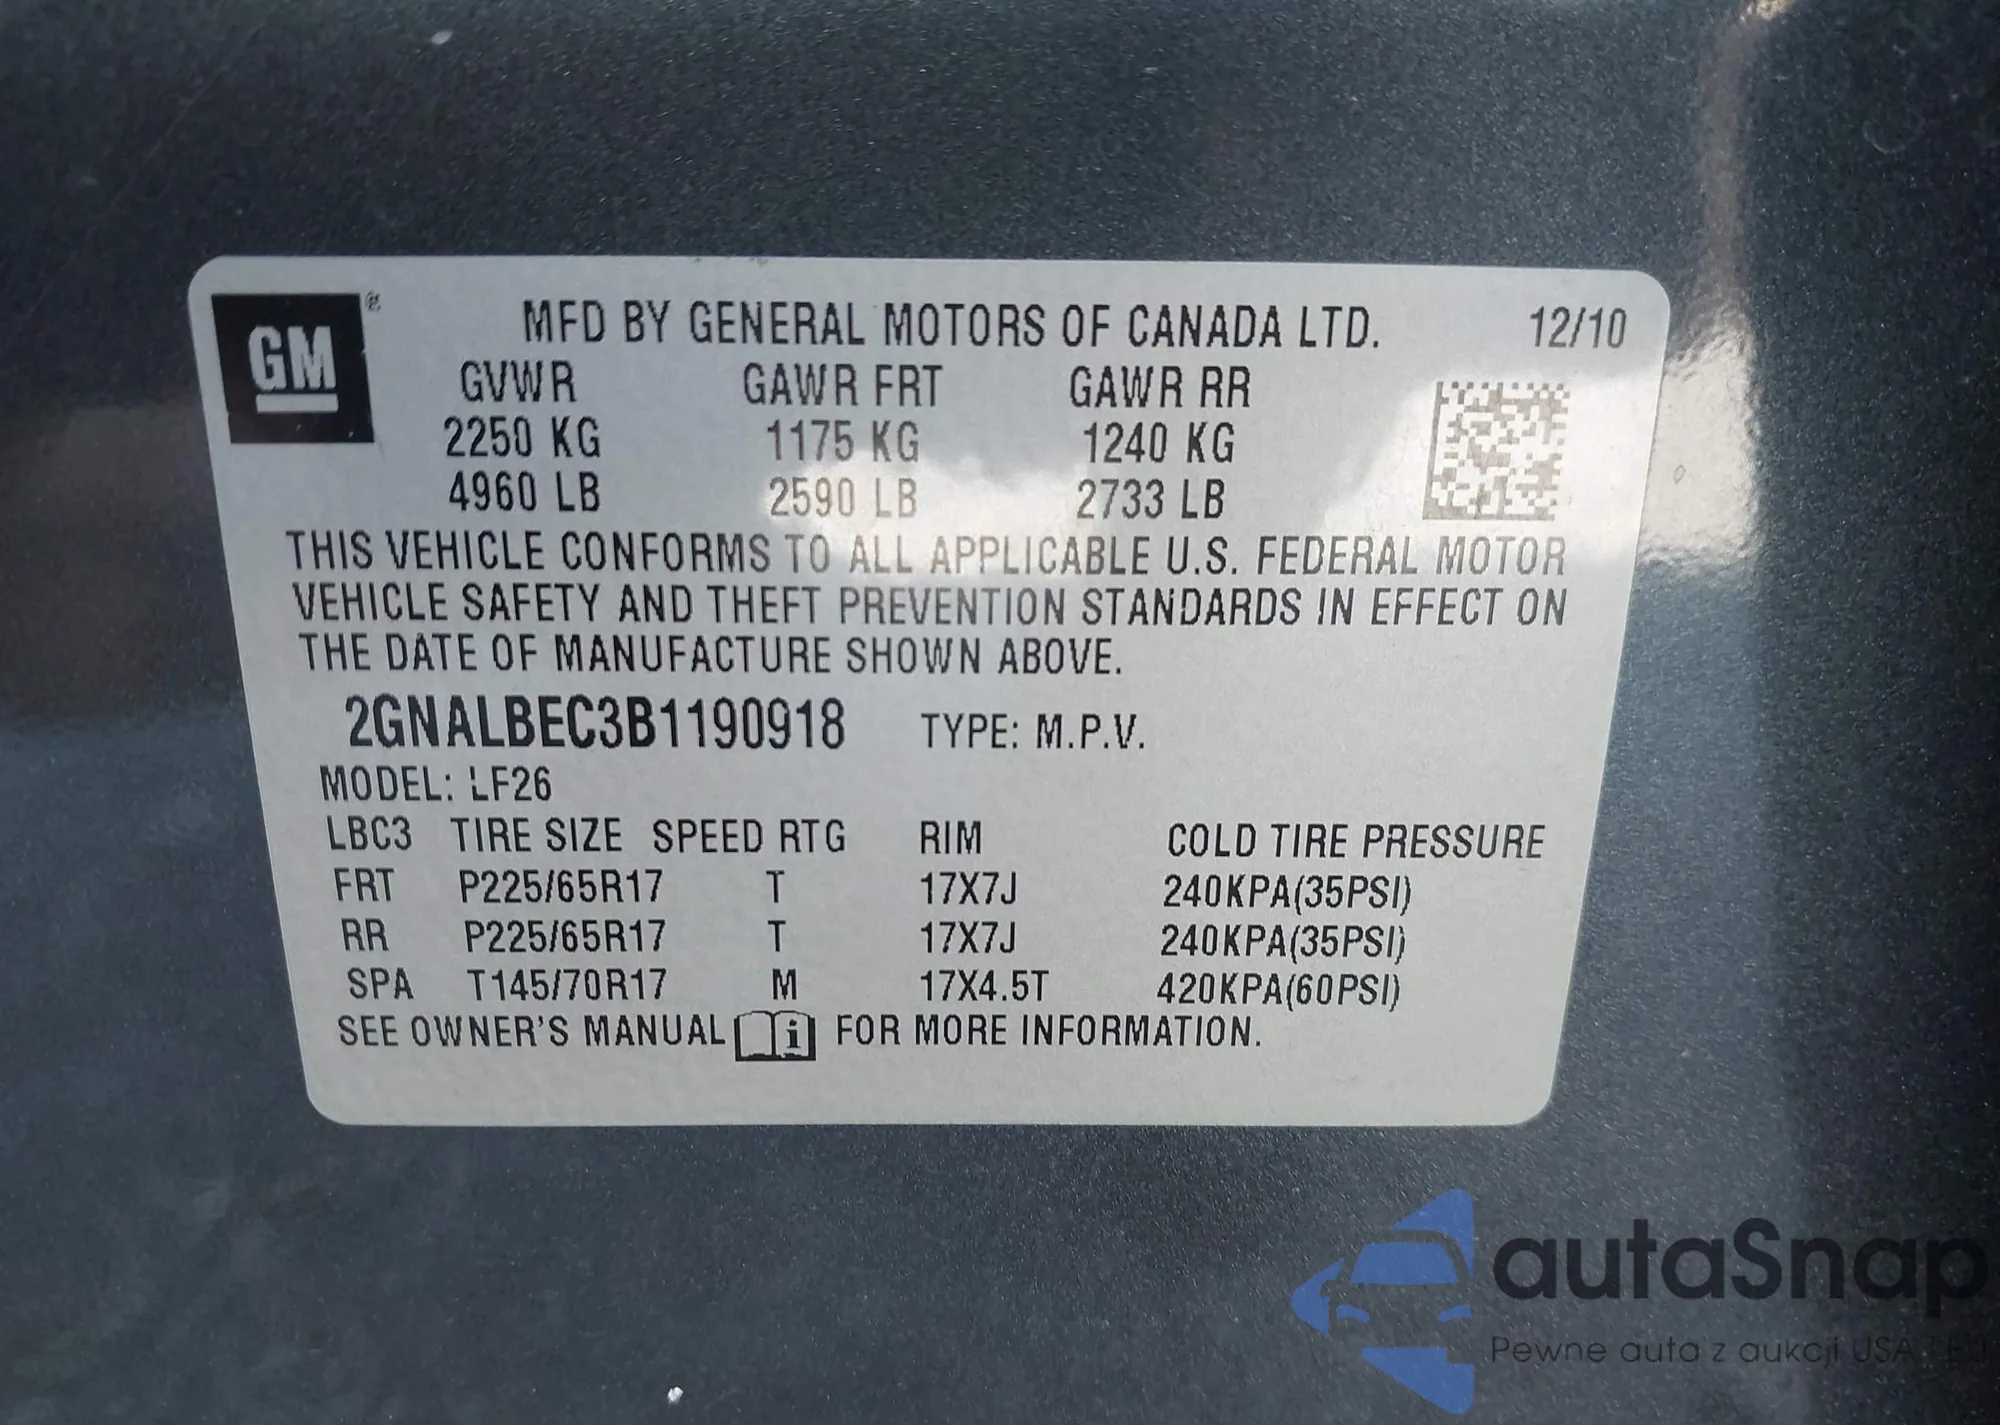 GM ®
MFD BY GENERAL MOTORS OF CANADA LTD. 12/10
GVWR GAWR FRT GAWR RR
2250 KG 1175 KG 1240 KG
4960 LB 2590 LB 2733 LB
THIS VEHICLE CONFORMS TO ALL APPLICABLE U.S. FEDERAL MOTOR
VEHICLE SAFETY AND THEFT PREVENTION STANDARDS IN EFFECT ON
THE DATE OF MANUFACTURE SHOWN ABOVE.
2GNALBEC3B1190918 TYPE: M.P.V.
MODEL: LF26
LBC3 TIRE SIZE SPEED RTG RIM COLD TIRE PRESSURE
FRT P225/65R17 T 17X7J 240KPA(35PSI)
RR P225/65R17 T 17X7J 240KPA(35PSI)
SPA T145/70R17 M 17X4.5T 420KPA(60PSI)
SEE OWNER'S MANUAL i FOR MORE INFORMATION.
autaSnap
Pewne auta z aukcji USA i EU